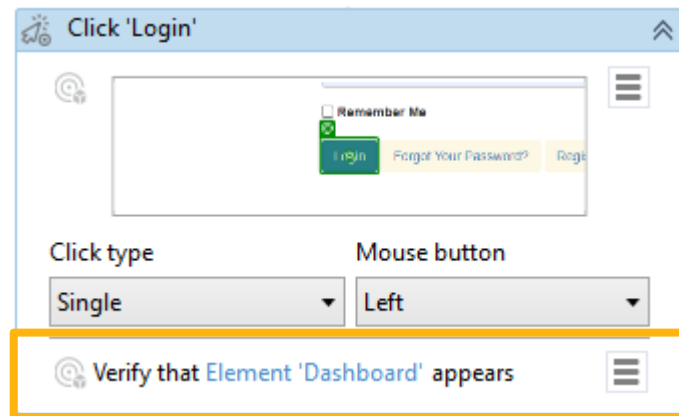 Click 'Login'
Remember Me
Login Forgot Your Password?
Click type Mouse button
Single Left
Verify that Element 'Dashboard' appears